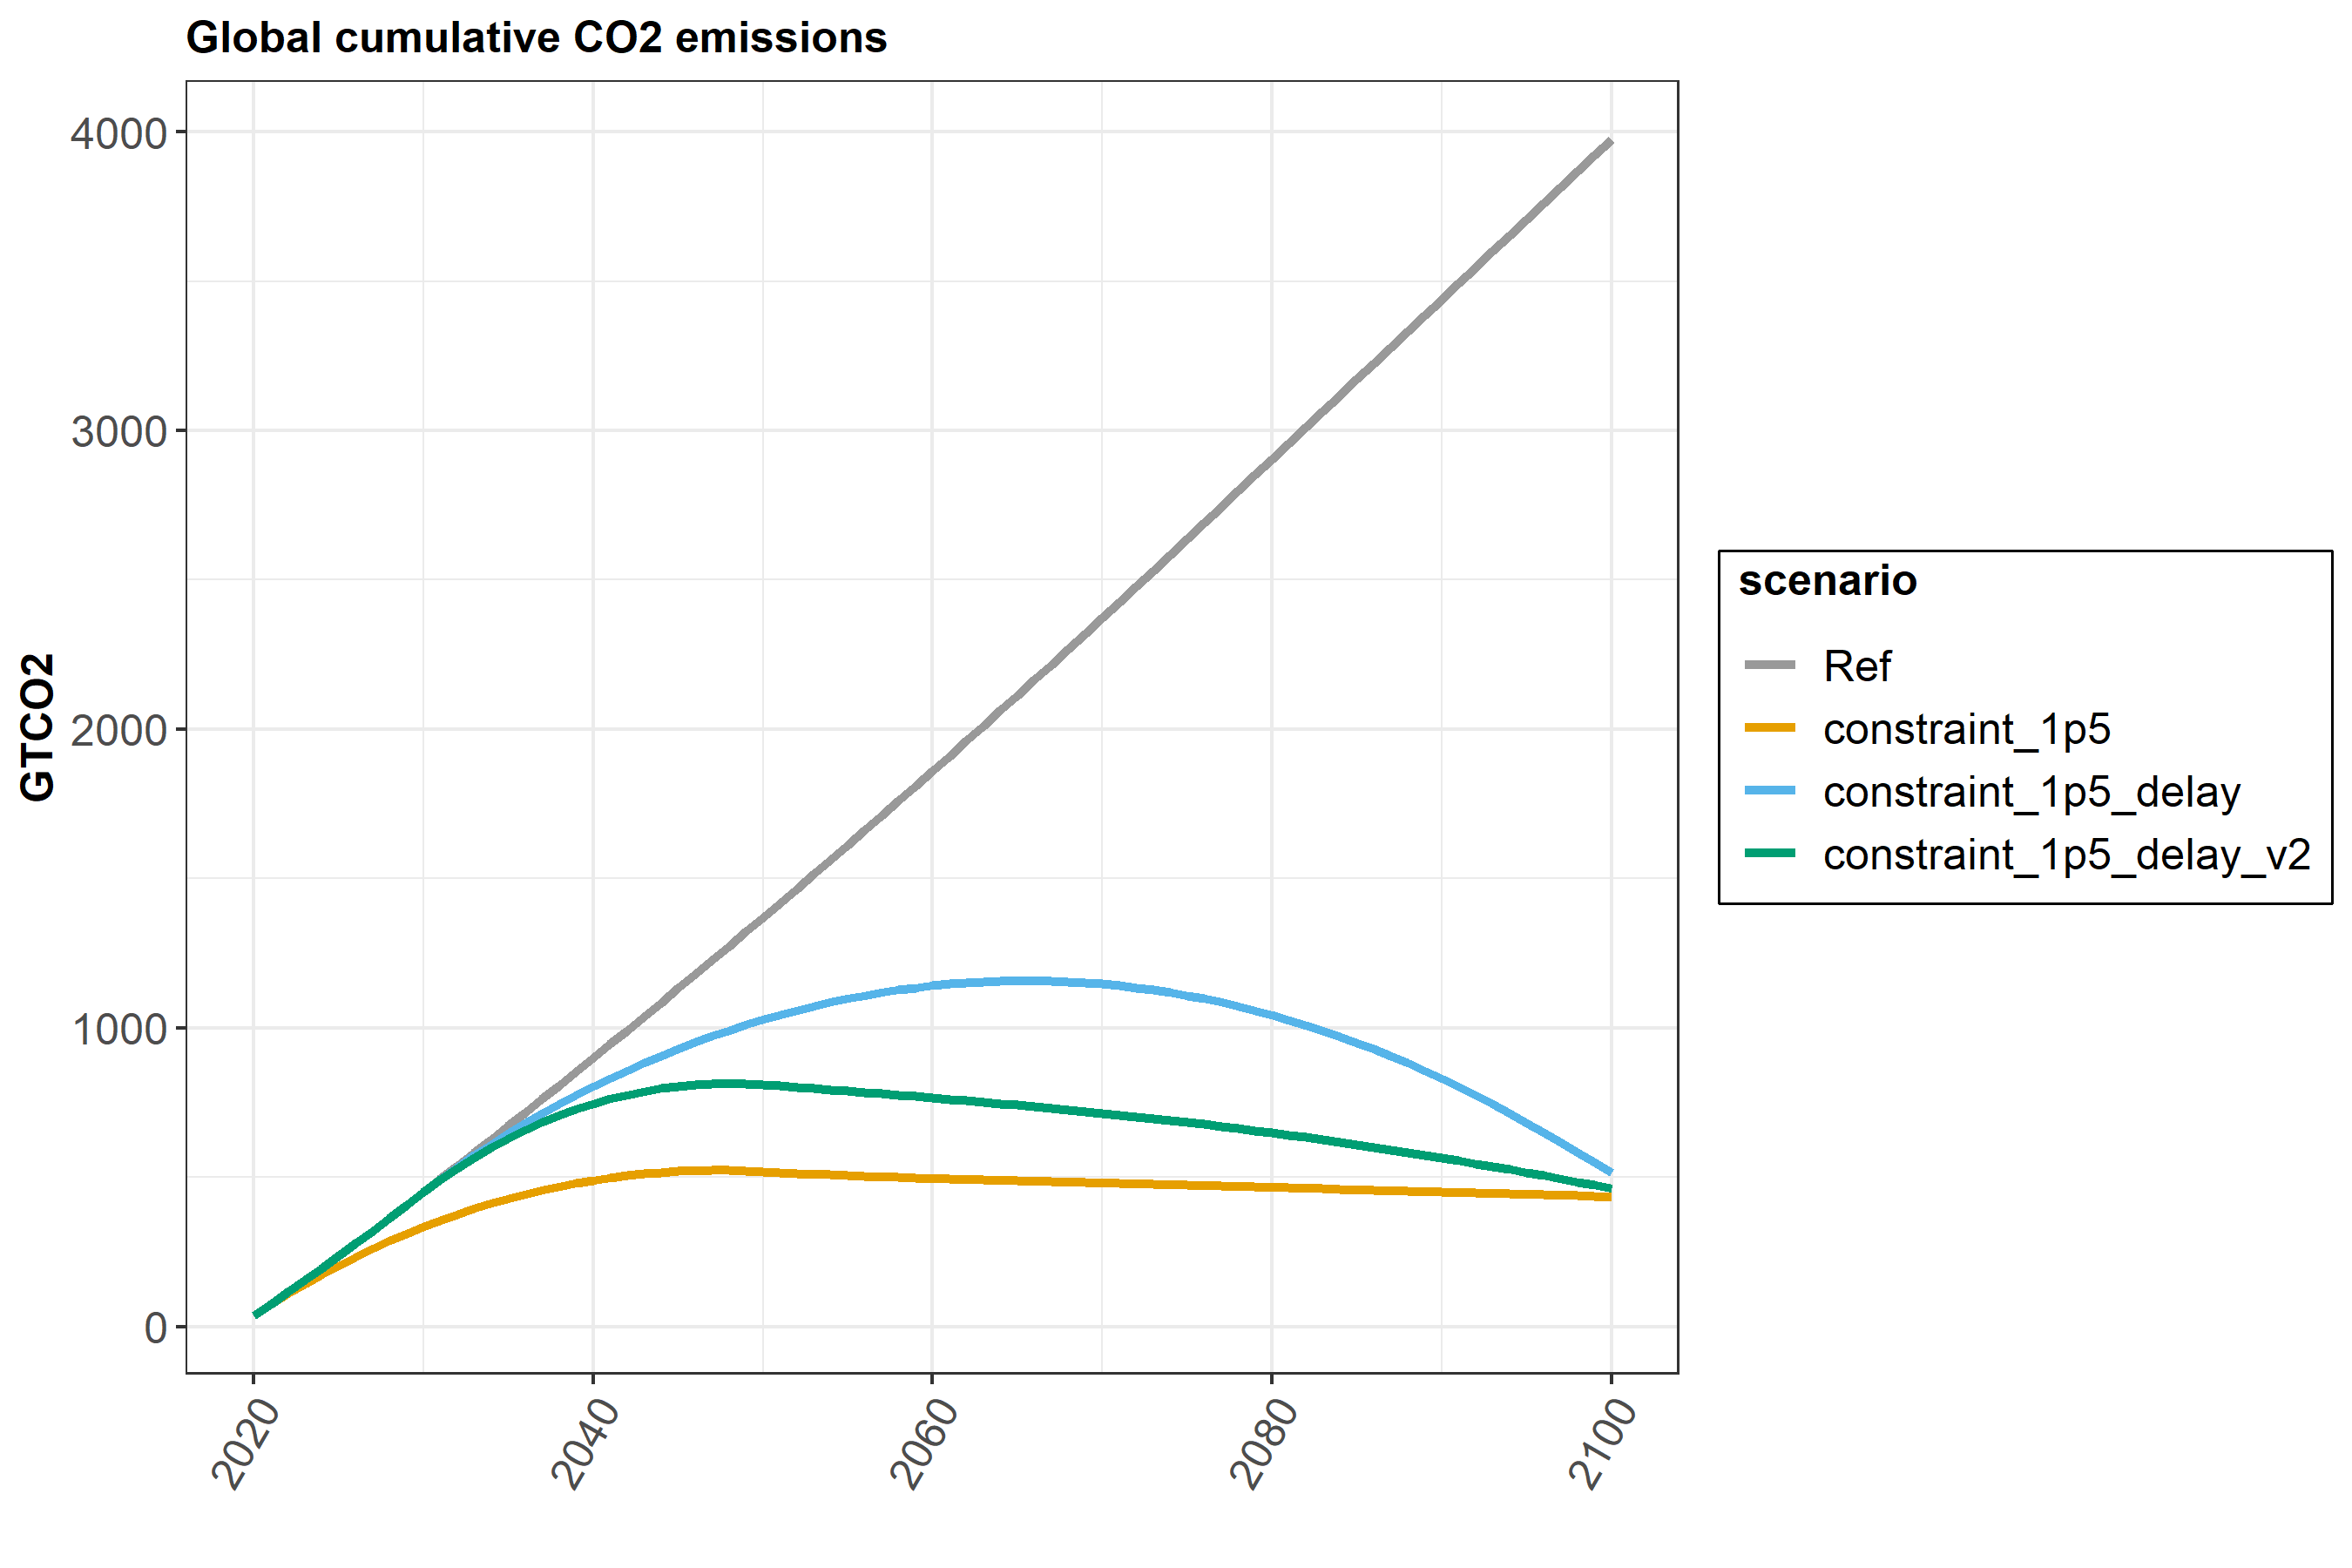 Global cumulative CO2 emissions
GTCO2
4000
3000
2000
1000
0
2020
2040
2060
2080
2100
scenario
Ref
constraint_1p5
constraint_1p5_delay
constraint_1p5_delay_v2